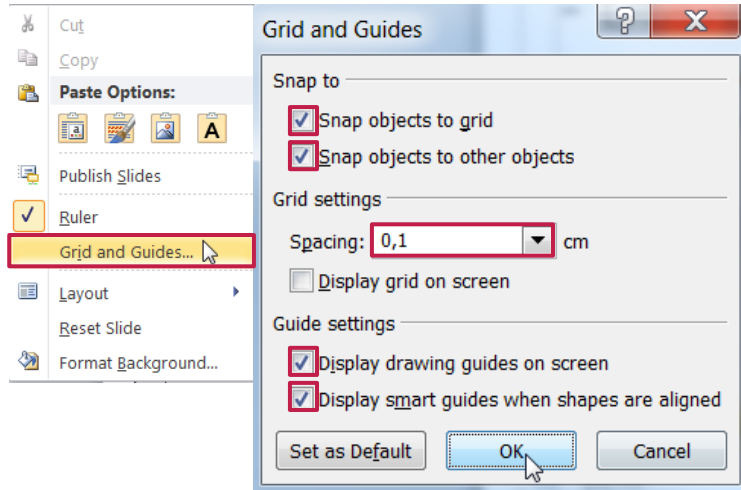 Cut
Copy
Paste Options:
A
Publish Slides
Ruler
Grid and Guides...
Layout
Reset Slide
Format Background...
Grid and Guides
Snap to
Snap objects to grid
Snap objects to other objects
Grid settings
Spacing: 0,1 cm
Display grid on screen
Guide settings
Display drawing guides on screen
Display smart guides when shapes are aligned
Set as Default OK Cancel